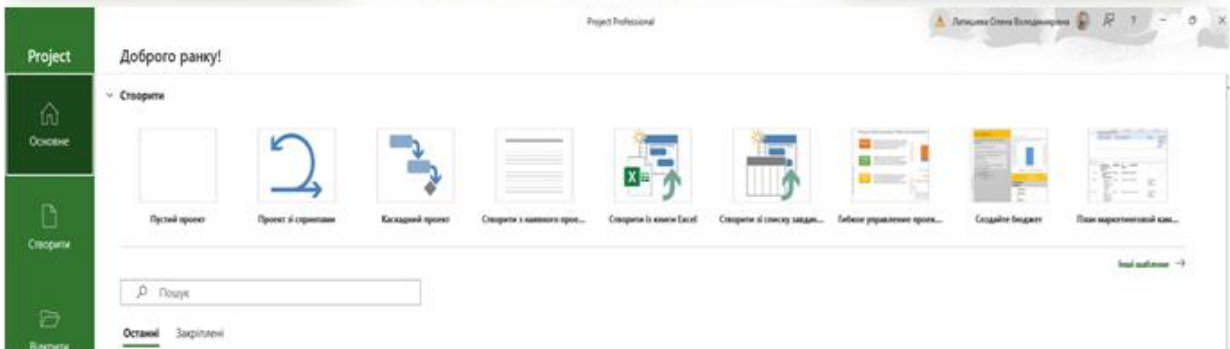 Project Professional
Латишева Олена Володимирівна
?
Project
Доброго ранку!
Створити
Основне
Пустий проект
Проект зі спринтами
Каскадний проект
Створити з наявного прое...
Створити із книги Excel
Створити зі списку завдан...
Гибкое управление проек...
Создайте бюджет
План маркетинговой кам...
Створити
Інші шаблони
Пошук
Останні Закріплені
Відкрити